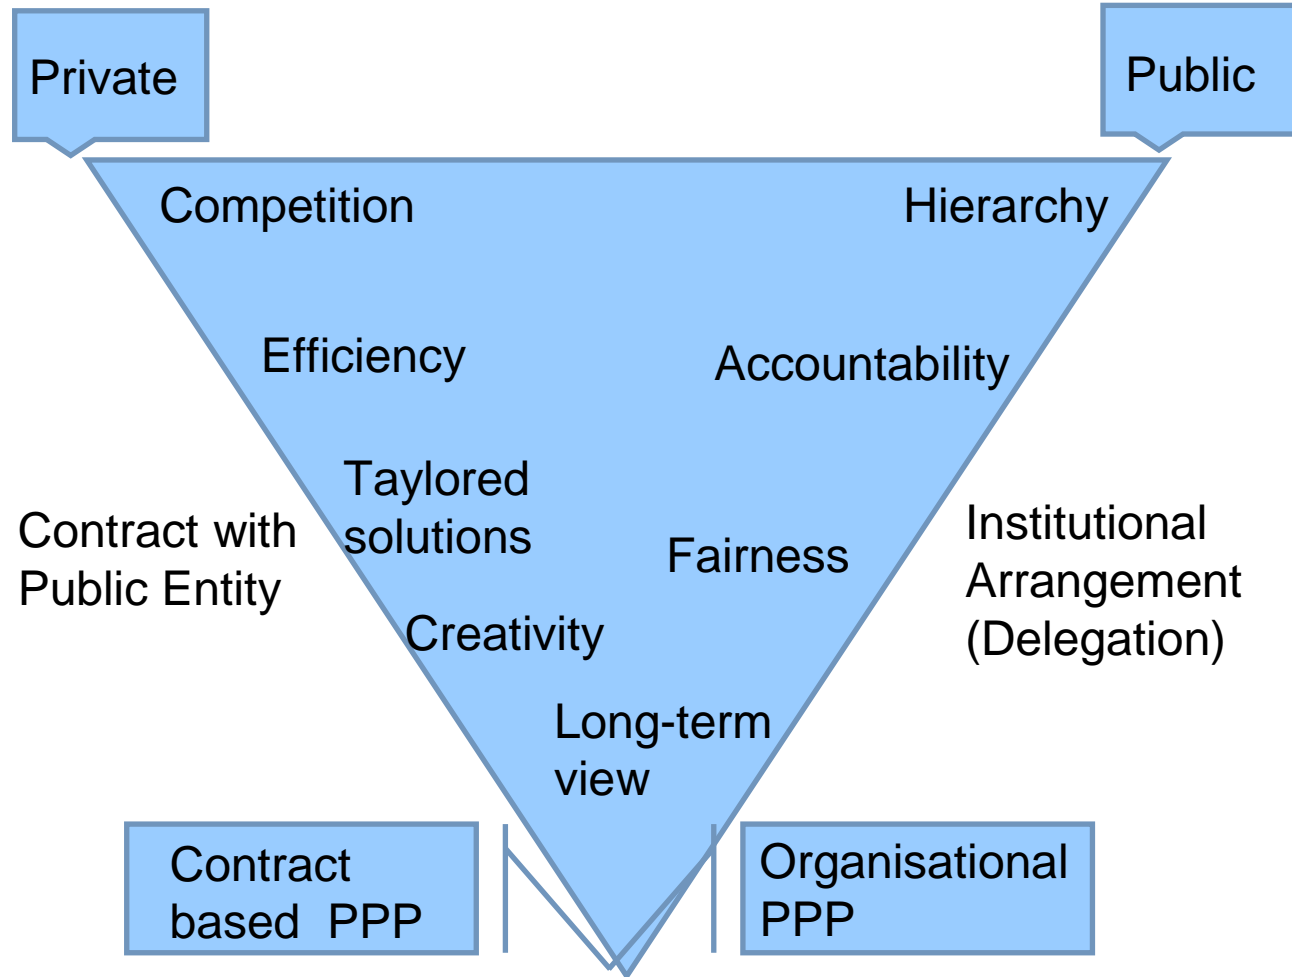 Private
Public
Competition
Hierarchy
Efficiency
Accountability
Taylored
solutions
Contract with
Public Entity
Fairness
Institutional
Arrangement
(Delegation)
Creativity
Long-term
view
Contract
based PPP
Organisational
PPP